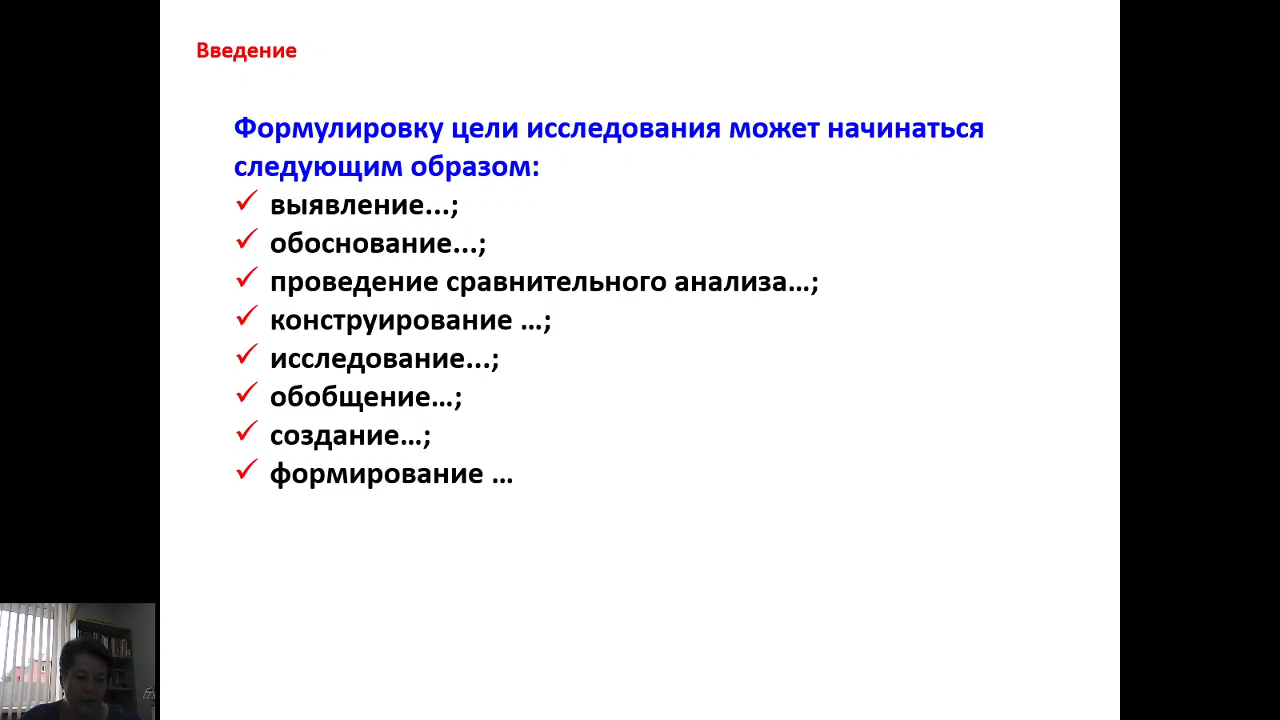 Введение
Формулировку цели исследования может начинаться
следующим образом:
✓ выявление...;
✓ обоснование...;
✓ проведение сравнительного анализа...;
✓ конструирование ...;
✓ исследование...;
✓ обобщение...;
✓ создание...;
✓ формирование ...